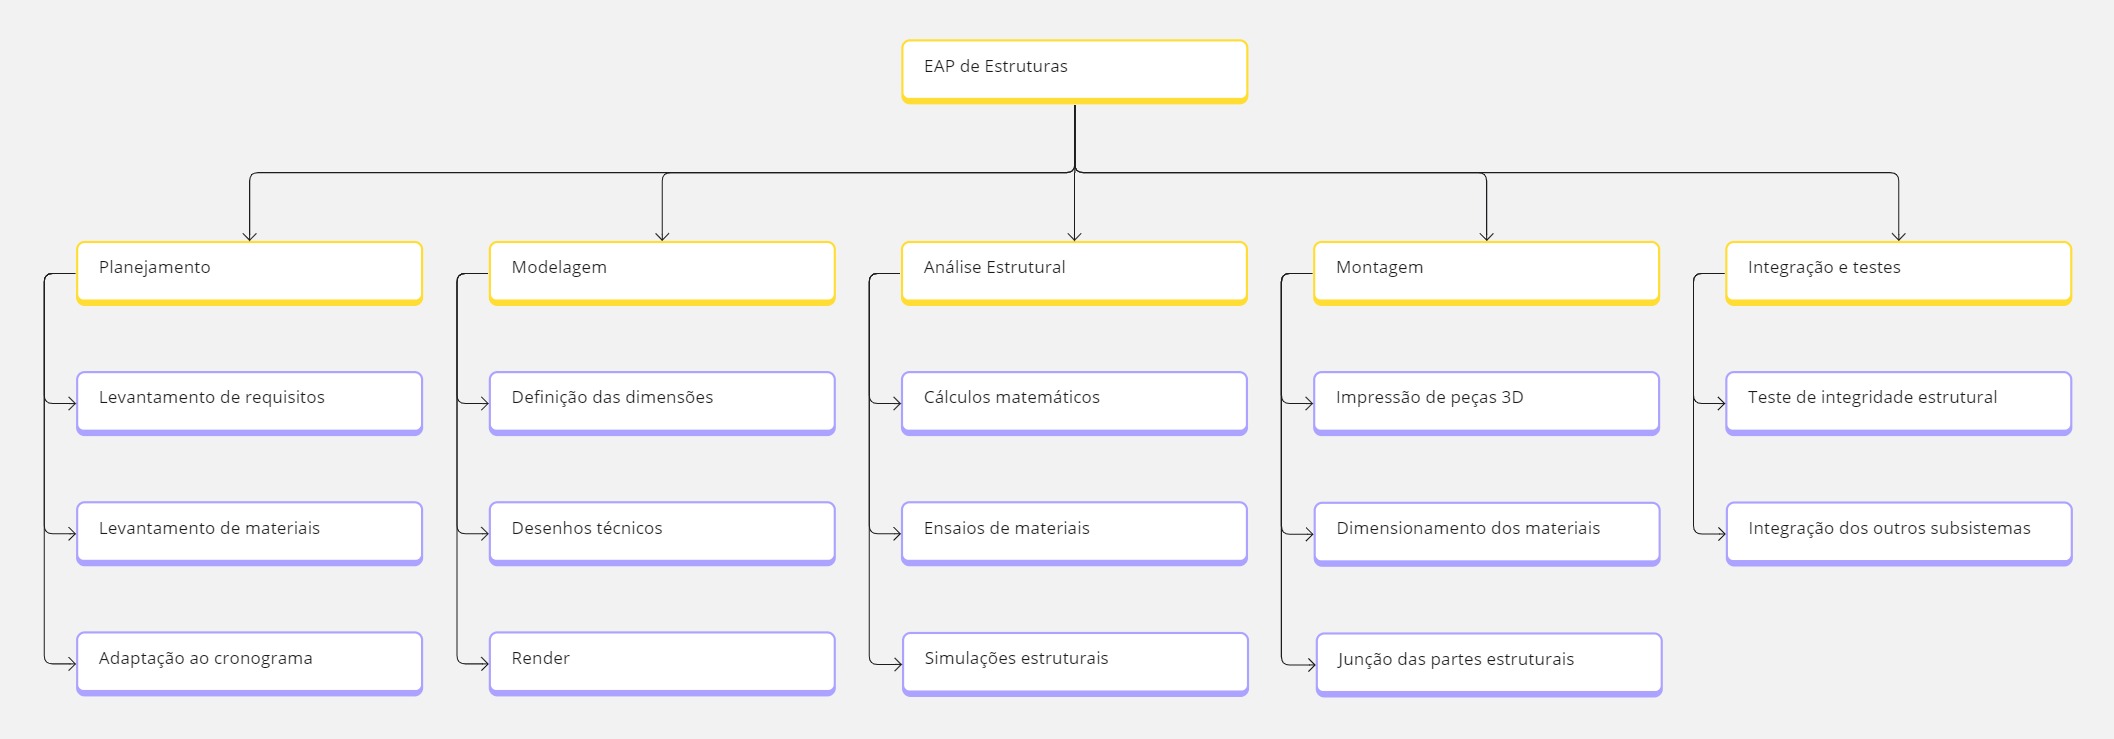 EAP de Estruturas
Planejamento
Levantamento de requisitos
Levantamento de materiais
Adaptação ao cronograma
Modelagem
Definição das dimensões
Desenhos técnicos
Render
Análise Estrutural
Cálculos matemáticos
Ensaios de materiais
Simulações estruturais
Montagem
Impressão de peças 3D
Dimensionamento dos materiais
Junção das partes estruturais
Integração e testes
Teste de integridade estrutural
Integração dos outros subsistemas